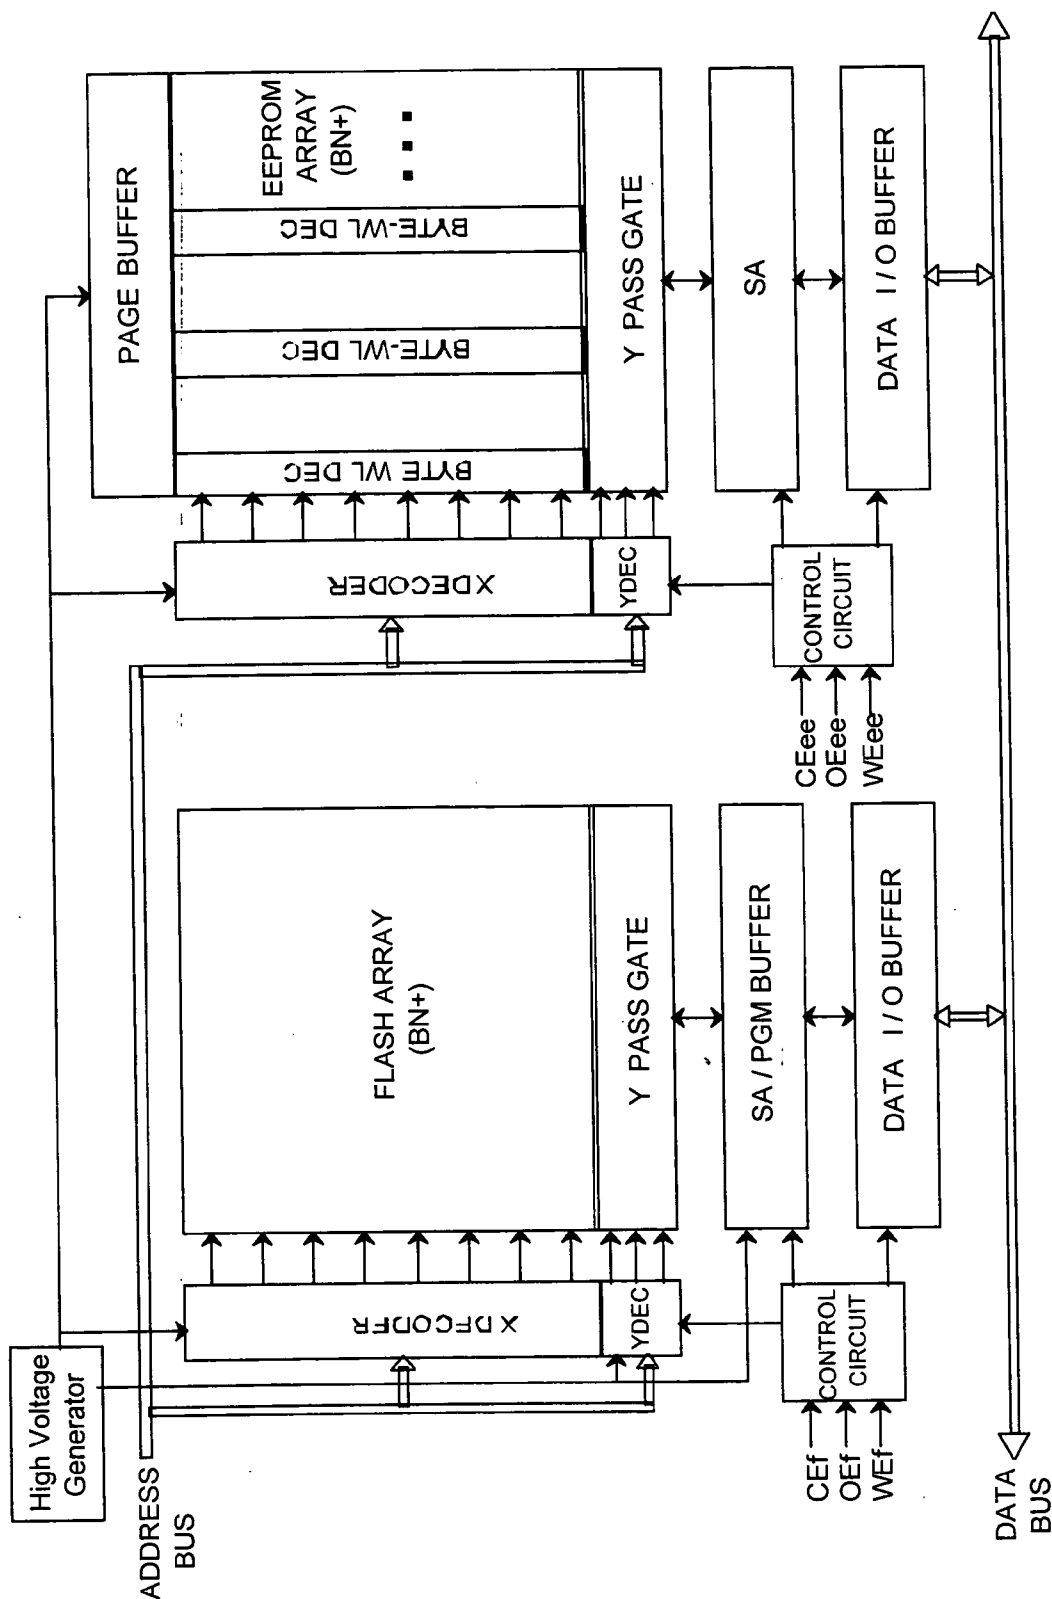 High Voltage
Generator
ADDRESS
BUS
X DECODER
YDEC
FLASH ARRAY
(BN+)
Y PASS GATE
SA / PGM BUFFER
DATA I / O BUFFER
CONTROL
CIRCUIT
CEf
OEf
WEf
PAGE BUFFER
X DECODER
YDEC
BYTE WL DEC
BYTE-WL DEC
BYTE-WL DEC
EEPROM
ARRAY
(BN+)
Y PASS GATE
SA
DATA I / O BUFFER
CONTROL
CIRCUIT
CEee
OEee
WEee
DATA
BUS